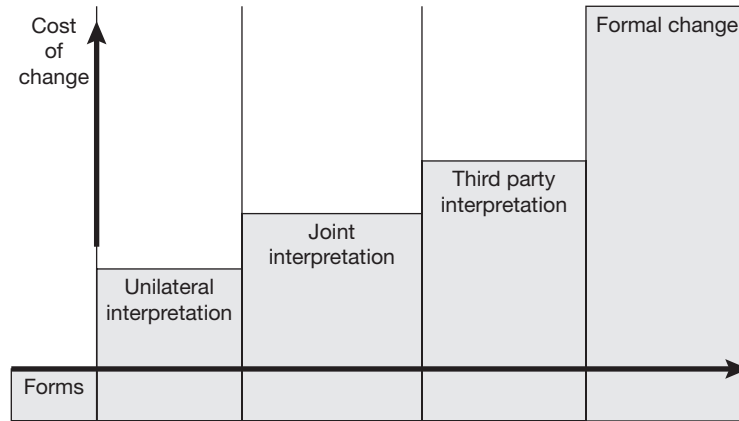 Cost
of
change
Formal change
Third party
interpretation
Joint
interpretation
Unilateral
interpretation
Forms